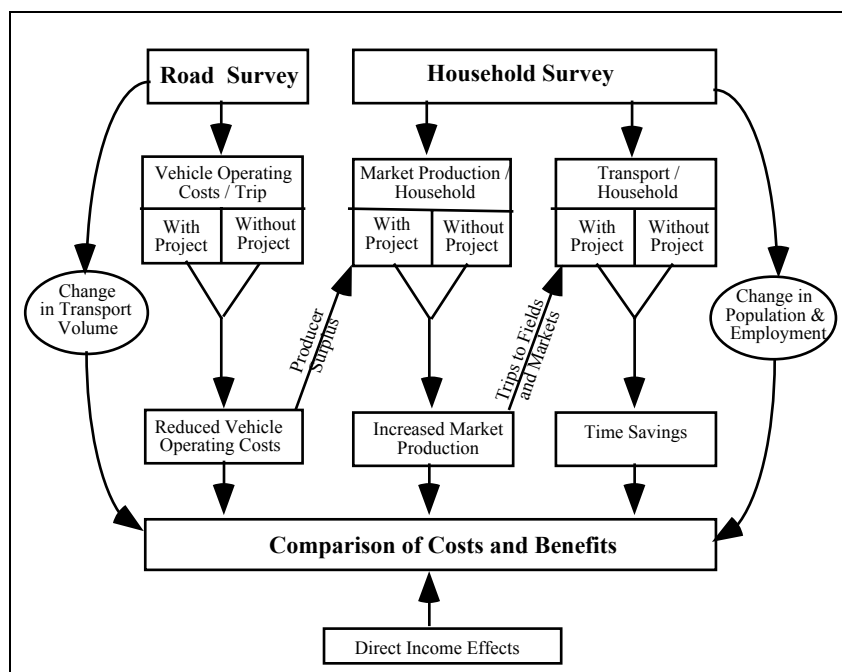 Road Survey
Household Survey
Vehicle Operating
Costs / Trip
With
Project
Without
Project
Market Production /
Household
With
Project
Without
Project
Transport /
Household
With
Project
Without
Project
Change
in Transport
Volume
Producer
Surplus
Trips to Fields
and Markets
Change in
Population &
Employment
Reduced Vehicle
Operating Costs
Increased Market
Production
Time Savings
Comparison of Costs and Benefits
Direct Income Effects